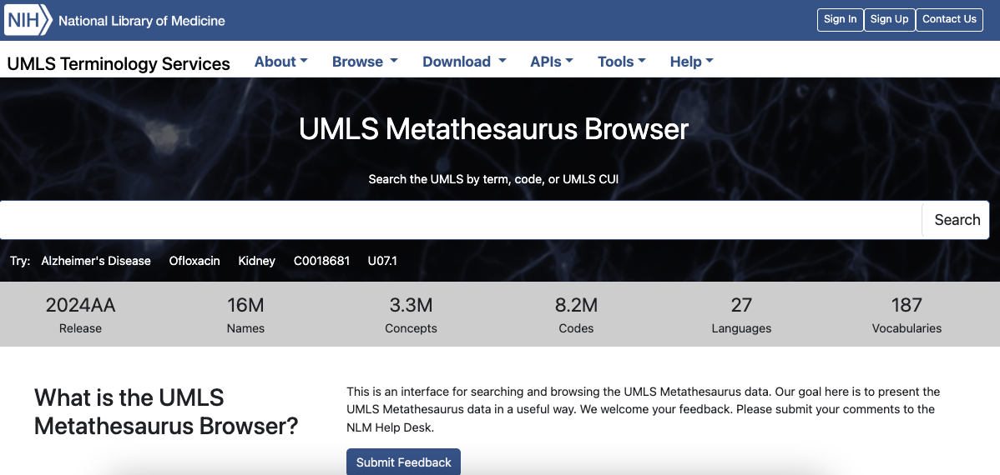 NIH National Library of Medicine
Sign In Sign Up Contact Us
UMLS Terminology Services About Browse Download APIs Tools Help
UMLS Metathesaurus Browser
Search the UMLS by term, code, or UMLS CUI
Search
Try: Alzheimer's Disease Ofloxacin Kidney C0018681 U07.1
2024AA 16M 3.3M 8.2M 27 187
Release Names Concepts Codes Languages Vocabularies
What is the UMLS
Metathesaurus Browser?
This is an interface for searching and browsing the UMLS Metathesaurus data. Our goal here is to present the
UMLS Metathesaurus data in a useful way. We welcome your feedback. Please submit your comments to the
NLM Help Desk.
Submit Feedback